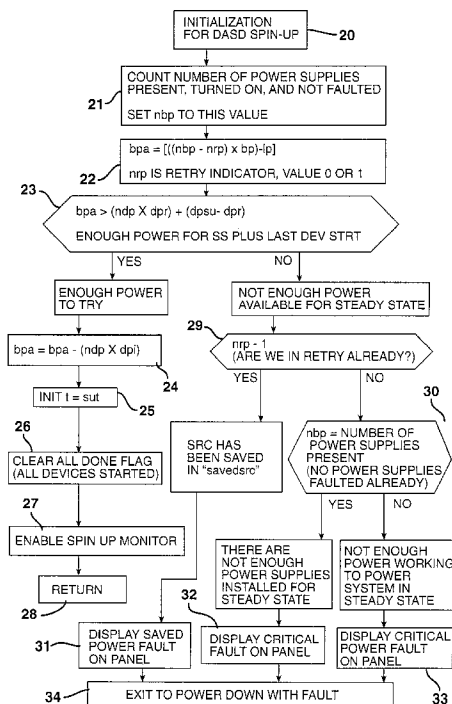 INITIALIZATION
FOR DASD SPIN-UP
20
COUNT NUMBER OF POWER SUPPLIES
PRESENT, TURNED ON, AND NOT FAULTED
SET nbp TO THIS VALUE
21
bpa = [((nbp - nrp) x bp)-lp]
nrp IS RETRY INDICATOR, VALUE 0 OR 1
22
23
bpa > (ndp X dpr) + (dpsu- dpr)
ENOUGH POWER FOR SS PLUS LAST DEV STRT
YES
NO
ENOUGH POWER
TO TRY
NOT ENOUGH POWER
AVAILABLE FOR STEADY STATE
29
bpa = bpa - (ndp X dpi)
24
nrp - 1
(ARE WE IN RETRY ALREADY?)
YES
NO
INIT t = sut
25
30
26
CLEAR ALL DONE FLAG
(ALL DEVICES STARTED)
SRC HAS
BEEN SAVED
IN "savedsrc"
nbp = NUMBER OF
POWER SUPPLIES
PRESENT
(NO POWER SUPPLIES
FAULTED ALREADY)
27
ENABLE SPIN UP MONITOR
YES
NO
RETURN
28
THERE ARE
NOT ENOUGH
POWER SUPPLIES
INSTALLED FOR
STEADY STATE
NOT ENOUGH
POWER WORKING
TO POWER
SYSTEM IN
STEADY STATE
31
DISPLAY SAVED
POWER FAULT
ON PANEL
32
DISPLAY CRITICAL
FAULT ON PANEL
DISPLAY CRITICAL
POWER FAULT
ON PANEL
33
34
EXIT TO POWER DOWN WITH FAULT